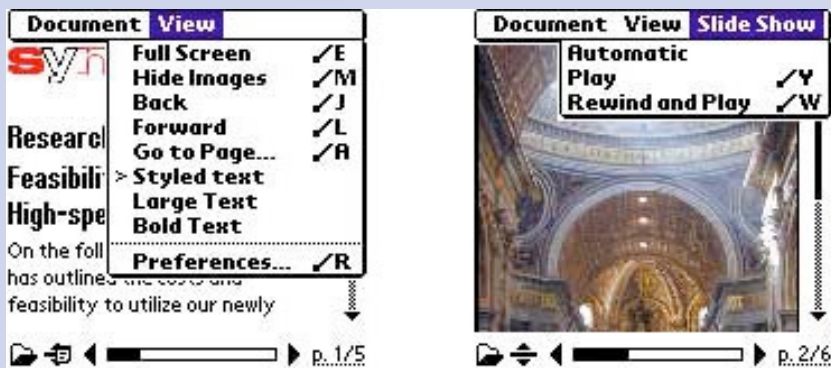 Document View
Full Screen ⁄E
Hide Images ⁄M
Back ⁄J
Forward ⁄L
Go to Page... ⁄A
> Styled text
Large Text
Bold Text
Preferences... ⁄R
Research
Feasibili
High-spe
On the foll
has outlined
feasibility to utilize our newly
p. 1/5
Document View Slide Show
Automatic
Play ⁄Y
Rewind and Play ⁄W
p. 2/6